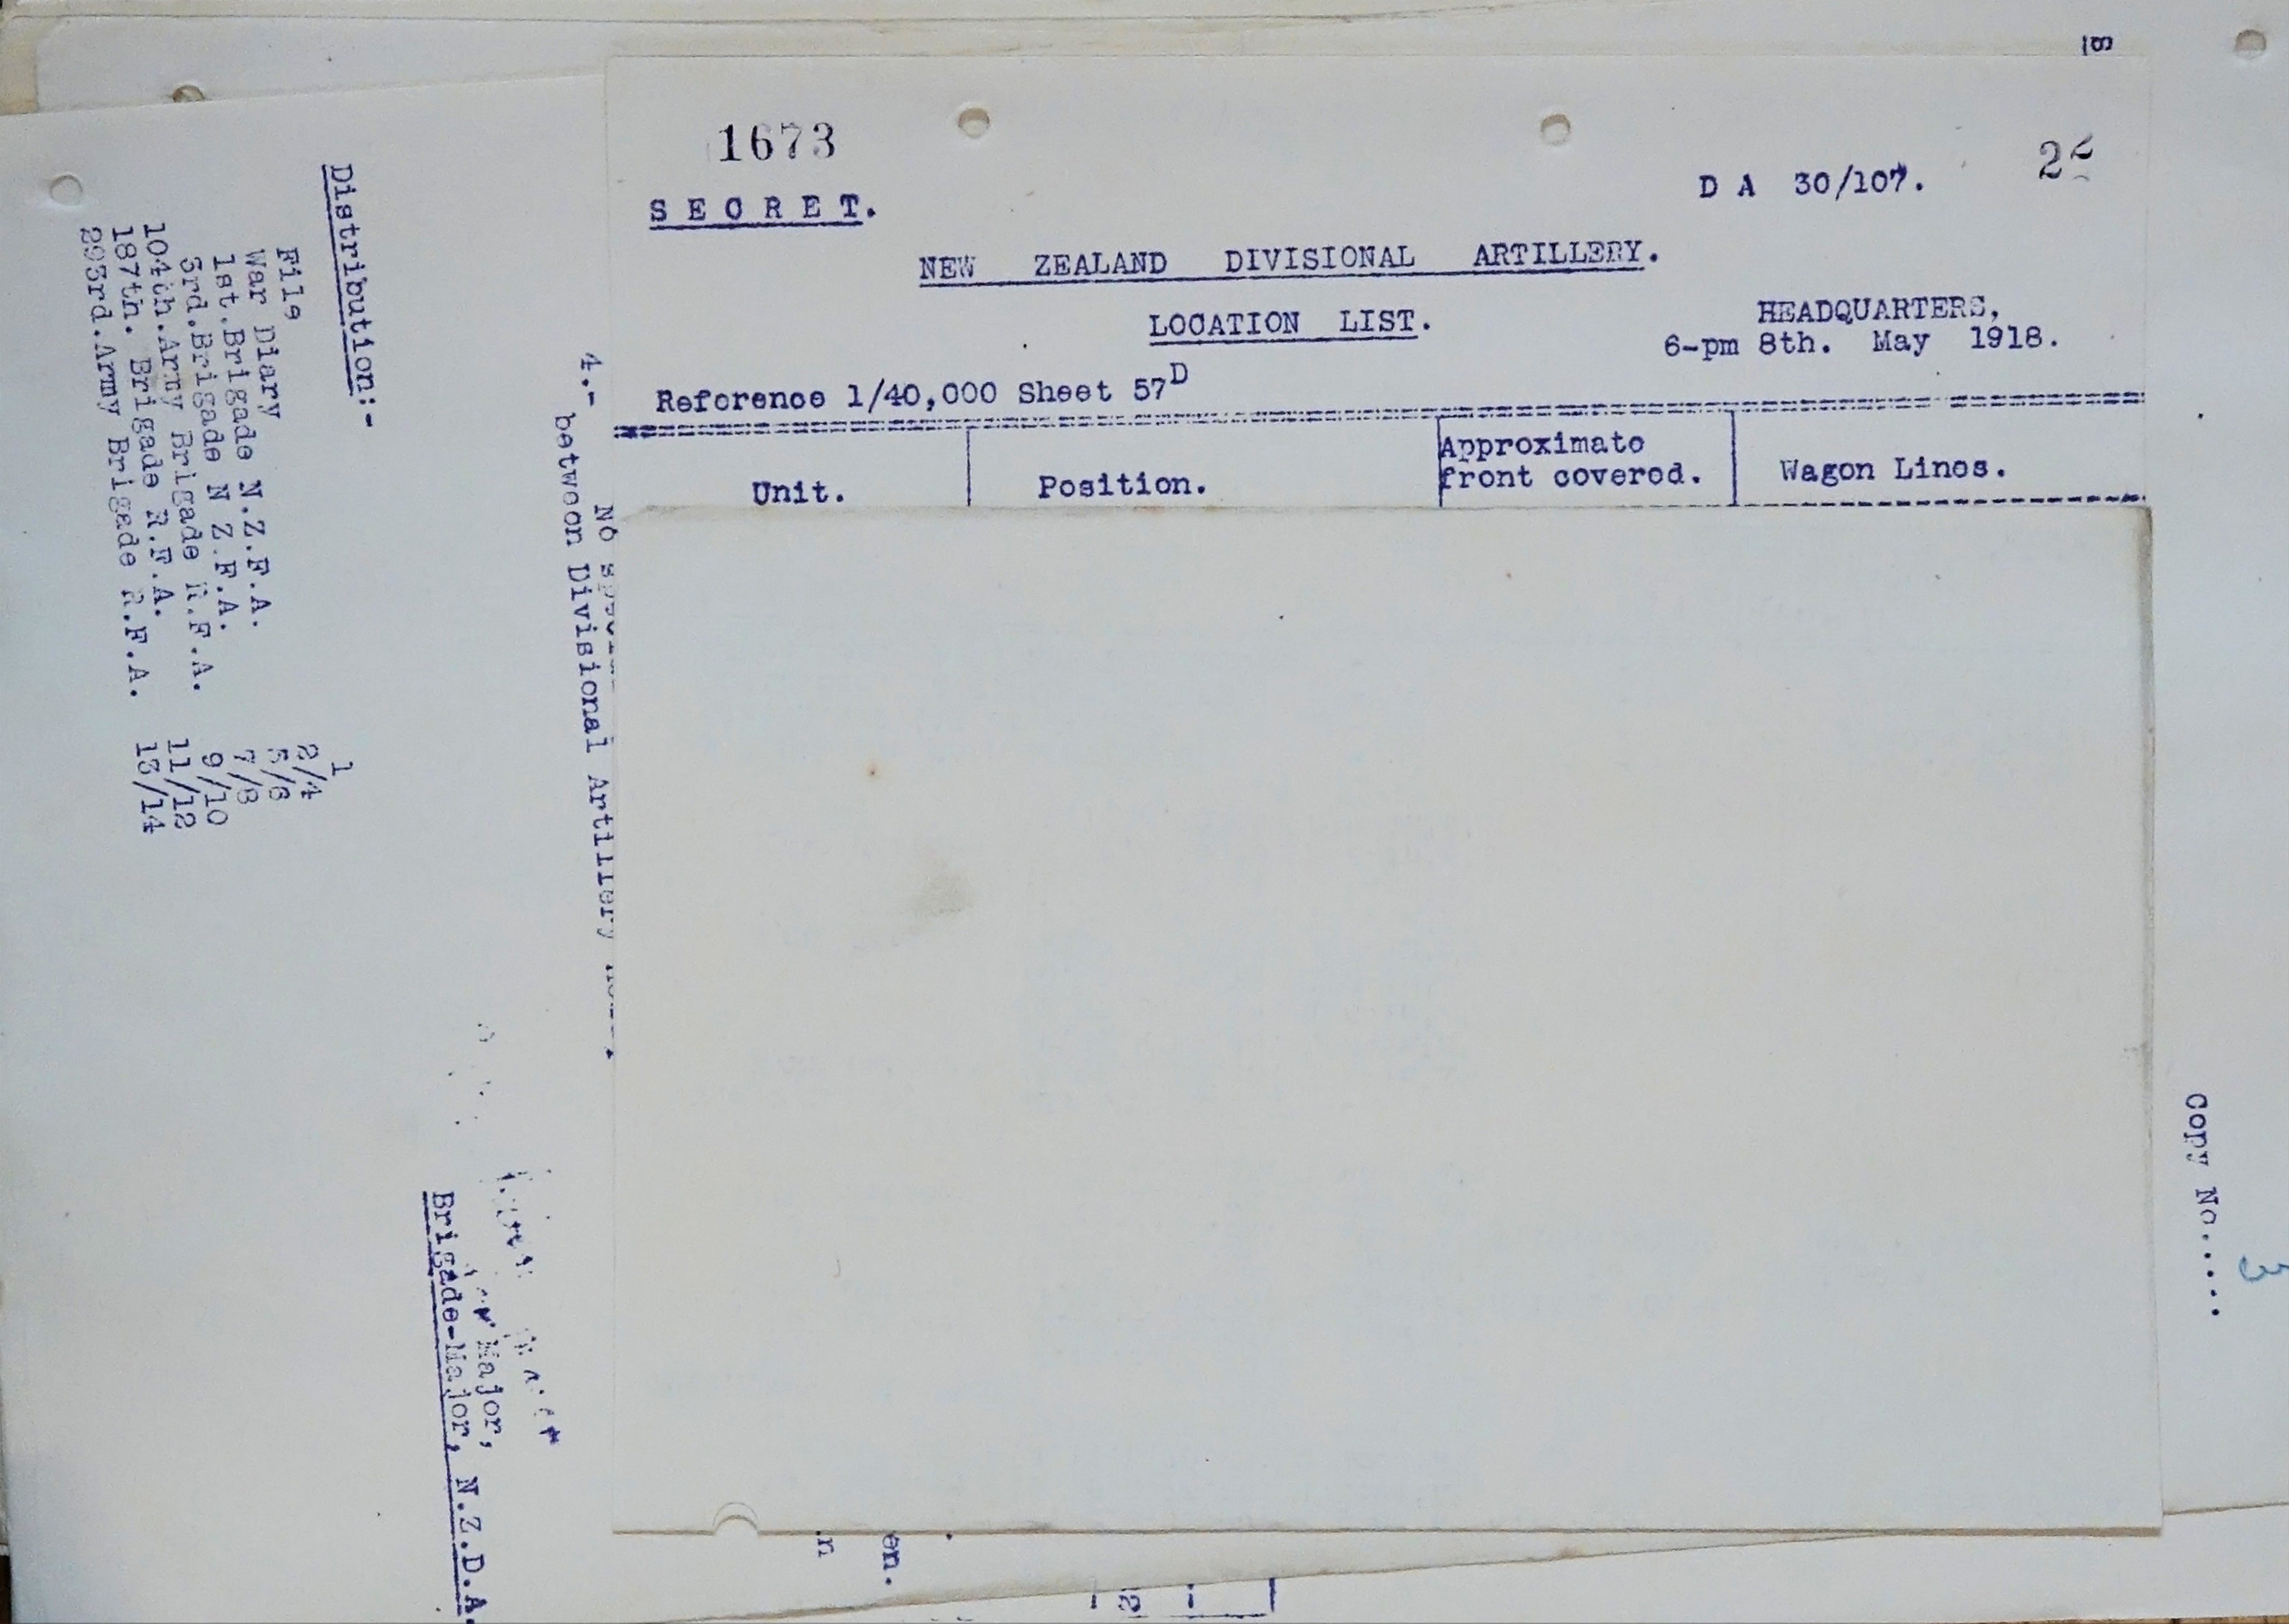 1673
D A 30/107.
22
SECRET.
NEW ZEALAND DIVISIONAL ARTILLERY.
LOCATION LIST.
HEADQUARTERS,
6-pm 8th. May 1918.
Reference 1/40,000 Sheet 57D
Unit.
Position.
Approximate
front covered.
Wagon Lines.
4.- No
between Divisional Artillery
Major,
Brigade-Major, N.Z.D.A.
Distribution:-
File 1
War Diary 2/4
1st.Brigade N.Z.F.A. 5/6
3rd.Brigade N Z.F.A. 7/8
104th.Army Brigade R.F.A. 9/10
187th. Brigade R.F.A. 11/12
293rd.Army Brigade R.F.A. 13/14
Copy No..... 3
en.
n